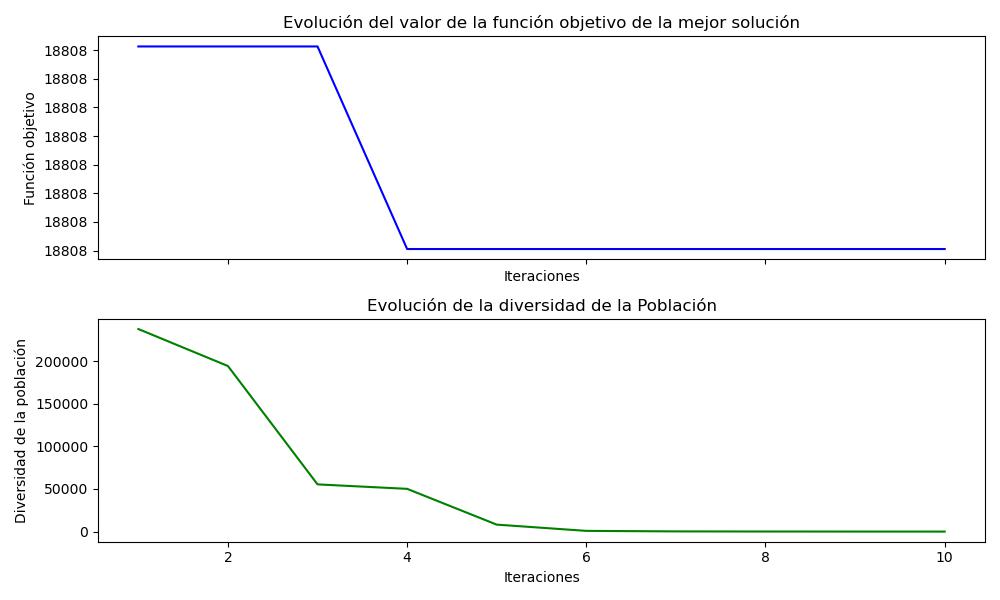 Evolución del valor de la función objetivo de la mejor solución
18808
18808
18808
18808
18808
18808
18808
18808
Función objetivo
Iteraciones
Evolución de la diversidad de la Población
200000
150000
100000
50000
0
Diversidad de la población
2 4 6 8 10
Iteraciones